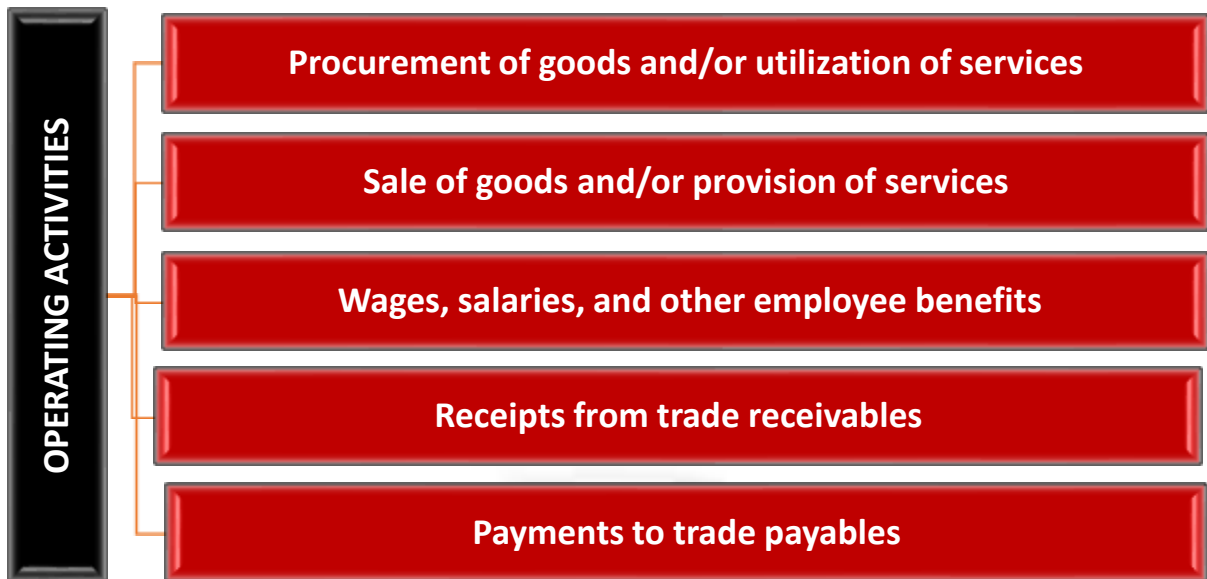 OPERATING ACTIVITIES
Procurement of goods and/or utilization of services
Sale of goods and/or provision of services
Wages, salaries, and other employee benefits
Receipts from trade receivables
Payments to trade payables